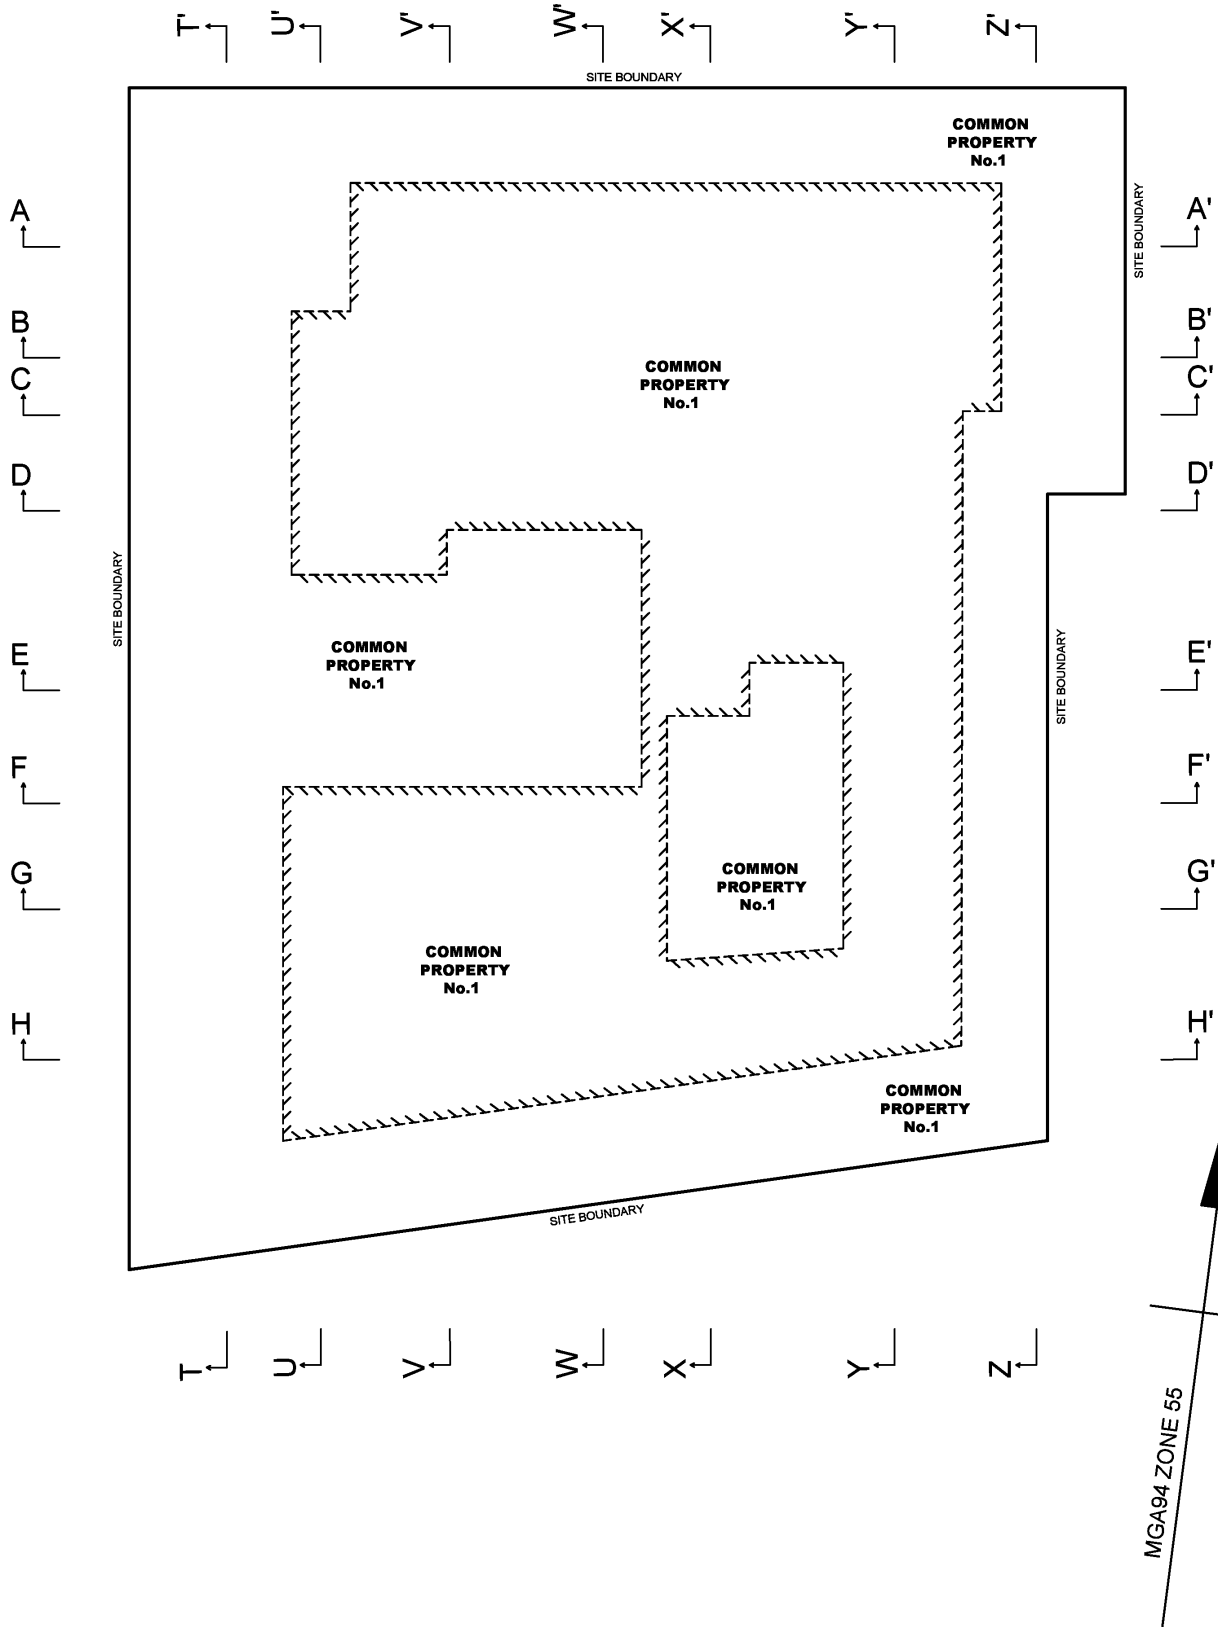 T' U' V' W' X' Y' Z'
SITE BOUNDARY
COMMON
PROPERTY
No.1
SITE BOUNDARY
A A'
B B'
C C'
COMMON
PROPERTY
No.1
D D'
SITE BOUNDARY
COMMON
PROPERTY
No.1
E E'
SITE BOUNDARY
F F'
G G'
COMMON
PROPERTY
No.1
COMMON
PROPERTY
No.1
H H'
COMMON
PROPERTY
No.1
SITE BOUNDARY
T U V W X Y Z
MGA94 ZONE 55